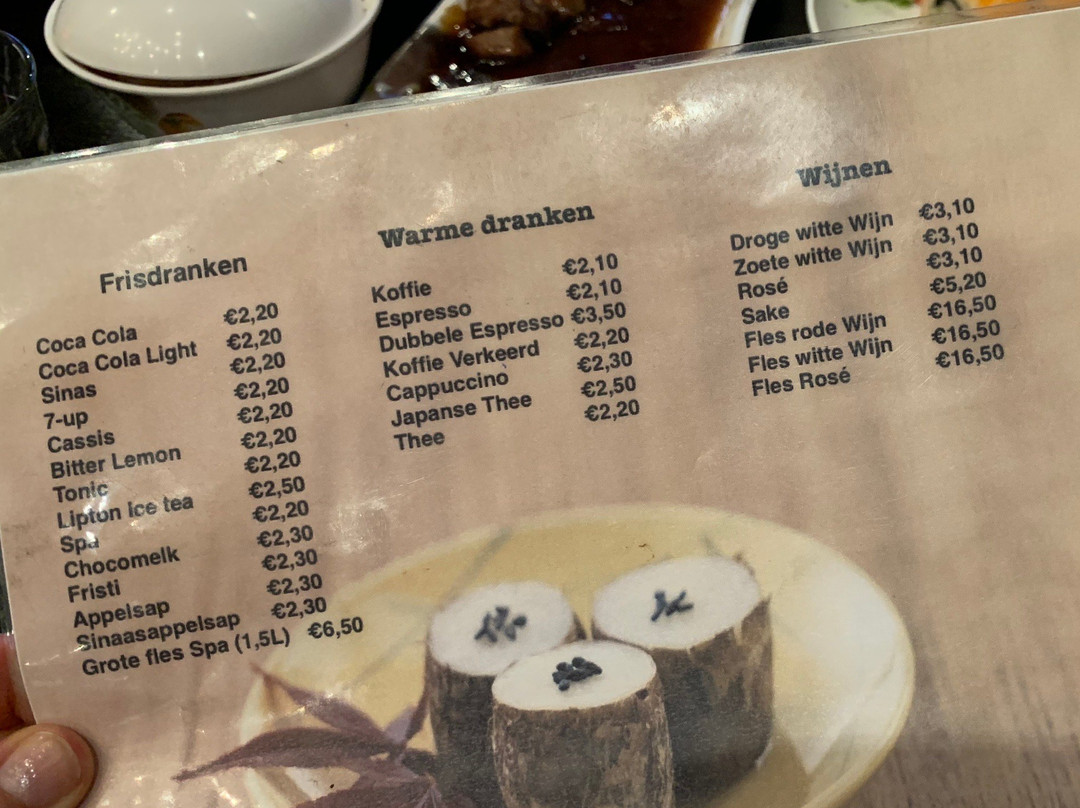 Frisdranken
Coca Cola €2,20
Coca Cola Light €2,20
Sinas €2,20
7-up €2,20
Cassis €2,20
Bitter Lemon €2,20
Tonic €2,20
Lipton Ice tea €2,50
Spa €2,20
Chocomelk €2,30
Fristi €2,30
Appelsap €2,30
Sinaasappelsap €2,30
Grote fles Spa (1,5L) €6,50
Warme dranken
Koffie €2,10
Espresso €2,10
Dubbele Espresso €3,50
Koffie Verkeerd €2,20
Cappuccino €2,30
Japanse Thee €2,50
Thee €2,20
Wijnen
Droge witte Wijn €3,10
Zoete witte Wijn €3,10
Rosé €3,10
Sake €5,20
Fles rode Wijn €16,50
Fles witte Wijn €16,50
Fles Rosé €16,50